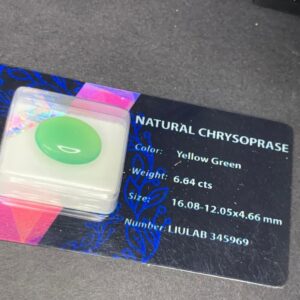 NATURAL CHRYSOPRASE
Color: Yellow Green
Weight: 6.64 cts
Size: 16.08-12.05x4.66 mm
Number: LIULAB 345969